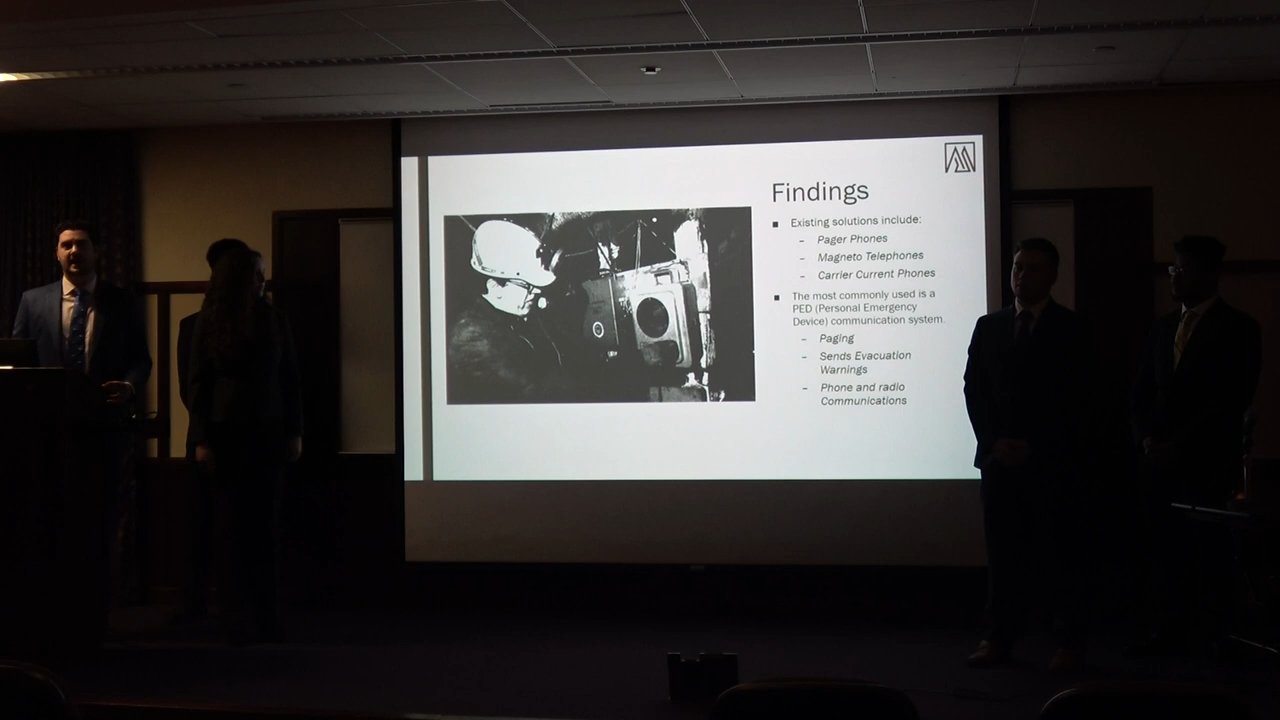 Findings
■ Existing solutions include:
– Pager Phones
– Magneto Telephones
– Carrier Current Phones
■ The most commonly used is a
PED (Personal Emergency
Device) communication system.
– Paging
– Sends Evacuation
Warnings
– Phone and radio
Communications